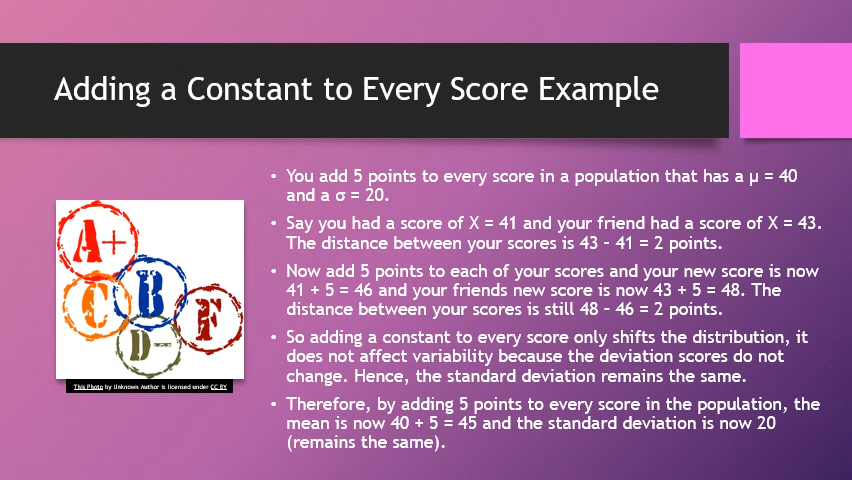 Adding a Constant to Every Score Example
• You add 5 points to every score in a population that has a μ = 40
and a σ = 20.
• Say you had a score of X = 41 and your friend had a score of X = 43.
The distance between your scores is 43 – 41 = 2 points.
• Now add 5 points to each of your scores and your new score is now
41 + 5 = 46 and your friends new score is now 43 + 5 = 48. The
distance between your scores is still 48 – 46 = 2 points.
• So adding a constant to every score only shifts the distribution, it
does not affect variability because the deviation scores do not
change. Hence, the standard deviation remains the same.
• Therefore, by adding 5 points to every score in the population, the
mean is now 40 + 5 = 45 and the standard deviation is now 20
(remains the same).
A+
B
C
F
D-
This Photo by Unknown Author is licensed under CC BY